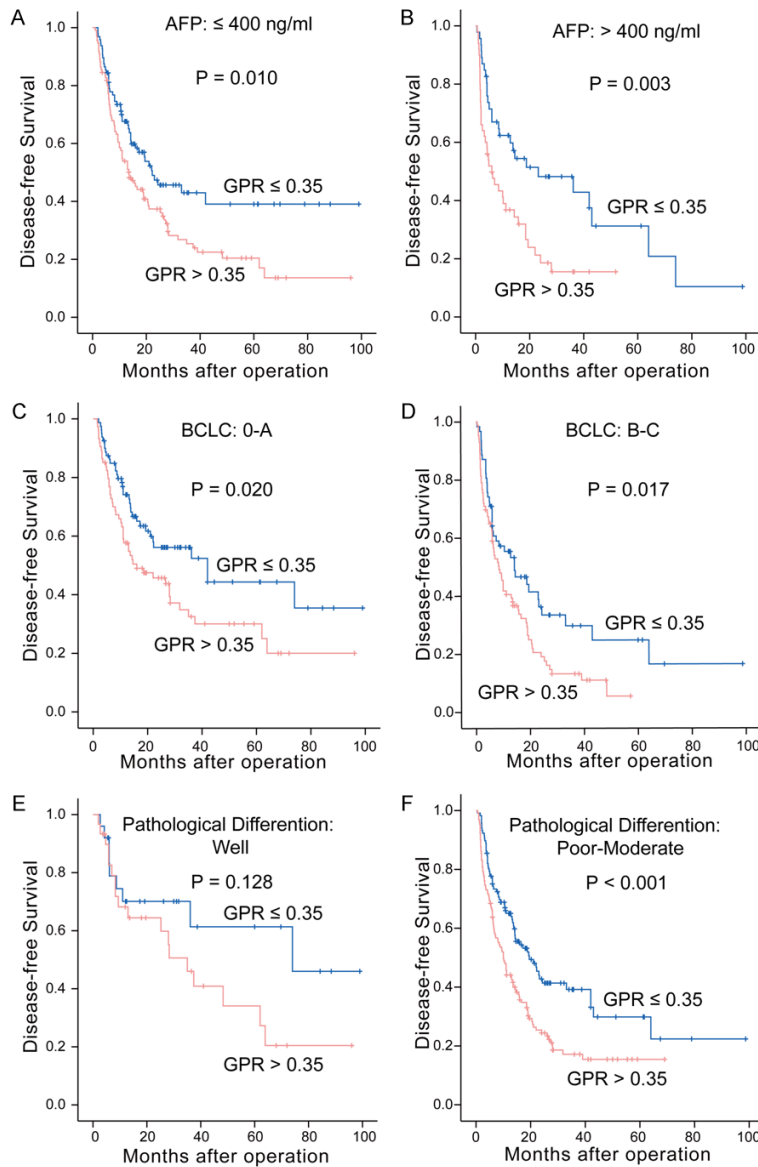 A
AFP: ≤ 400 ng/ml
P = 0.010
GPR ≤ 0.35
GPR > 0.35
Disease-free Survival
1.0
0.8
0.6
0.4
0.2
0.0
0 20 40 60 80 100
Months after operation
B
AFP: > 400 ng/ml
P = 0.003
GPR ≤ 0.35
GPR > 0.35
Disease-free Survival
1.0
0.8
0.6
0.4
0.2
0.0
0 20 40 60 80 100
Months after operation
C
BCLC: 0-A
P = 0.020
GPR ≤ 0.35
GPR > 0.35
Disease-free Survival
1.0
0.8
0.6
0.4
0.2
0.0
0 20 40 60 80 100
Months after operation
D
BCLC: B-C
P = 0.017
GPR ≤ 0.35
GPR > 0.35
Disease-free Survival
1.0
0.8
0.6
0.4
0.2
0.0
0 20 40 60 80 100
Months after operation
E
Pathological Differention:
Well
P = 0.128
GPR ≤ 0.35
GPR > 0.35
Disease-free Survival
1.0
0.8
0.6
0.4
0.2
0.0
0 20 40 60 80 100
Months after operation
F
Pathological Differention:
Poor-Moderate
P < 0.001
GPR ≤ 0.35
GPR > 0.35
Disease-free Survival
1.0
0.8
0.6
0.4
0.2
0.0
0 20 40 60 80 100
Months after operation